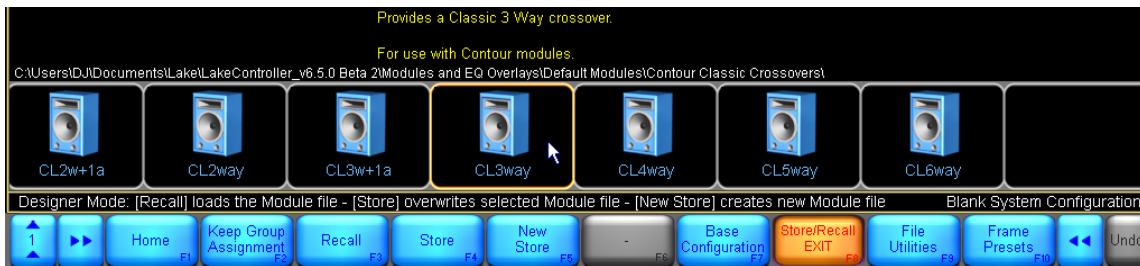 Provides a Classic 3 Way crossover.
For use with Contour modules.
C:\Users\DJ\Documents\Lake\LakeController_v6.5.0 Beta 2\Modules and EQ Overlays\Default Modules\Contour Classic Crossovers\
CL2w+1a
CL2way
CL3w+1a
CL3way
CL4way
CL5way
CL6way
Designer Mode: [Recall] loads the Module file - [Store] overwrites selected Module file - [New Store] creates new Module file
Blank System Configuration
1
Home
F1
Keep Group
Assignment
F2
Recall
F3
Store
F4
New
Store
F5
-
F6
Base
Configuration
F7
Store/Recall
EXIT
F8
File
Utilities
F9
Frame
Presets
F10
Undo